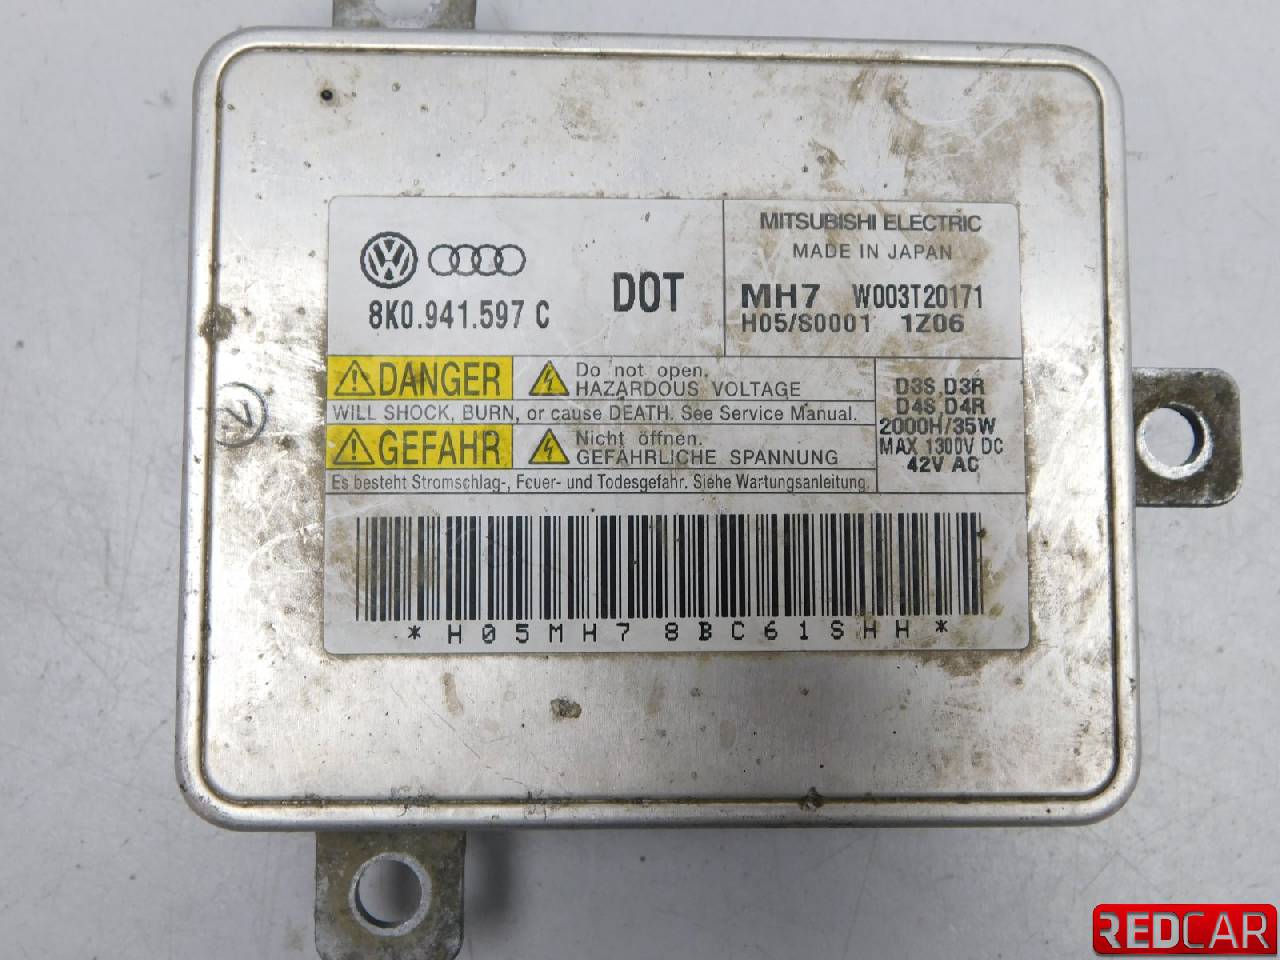 MITSUBISHI ELECTRIC
MADE IN JAPAN
8K0.941.597 C
DOT
MH7 W003T20171
H05/S0001 1Z06
DANGER
Do not open.
HAZARDOUS VOLTAGE
WILL SHOCK, BURN, or cause DEATH. See Service Manual.
GEFAHR
Nicht öffnen.
GEFÄHRLICHE SPANNUNG
Es besteht Stromschlag-, Feuer- und Todesgefahr. Siehe Wartungsanleitung.
D3S,D3R
D4S,D4R
2000H/35W
MAX 1300V DC
42V AC
*H05MH78BC61SHH*
V
REDCAR